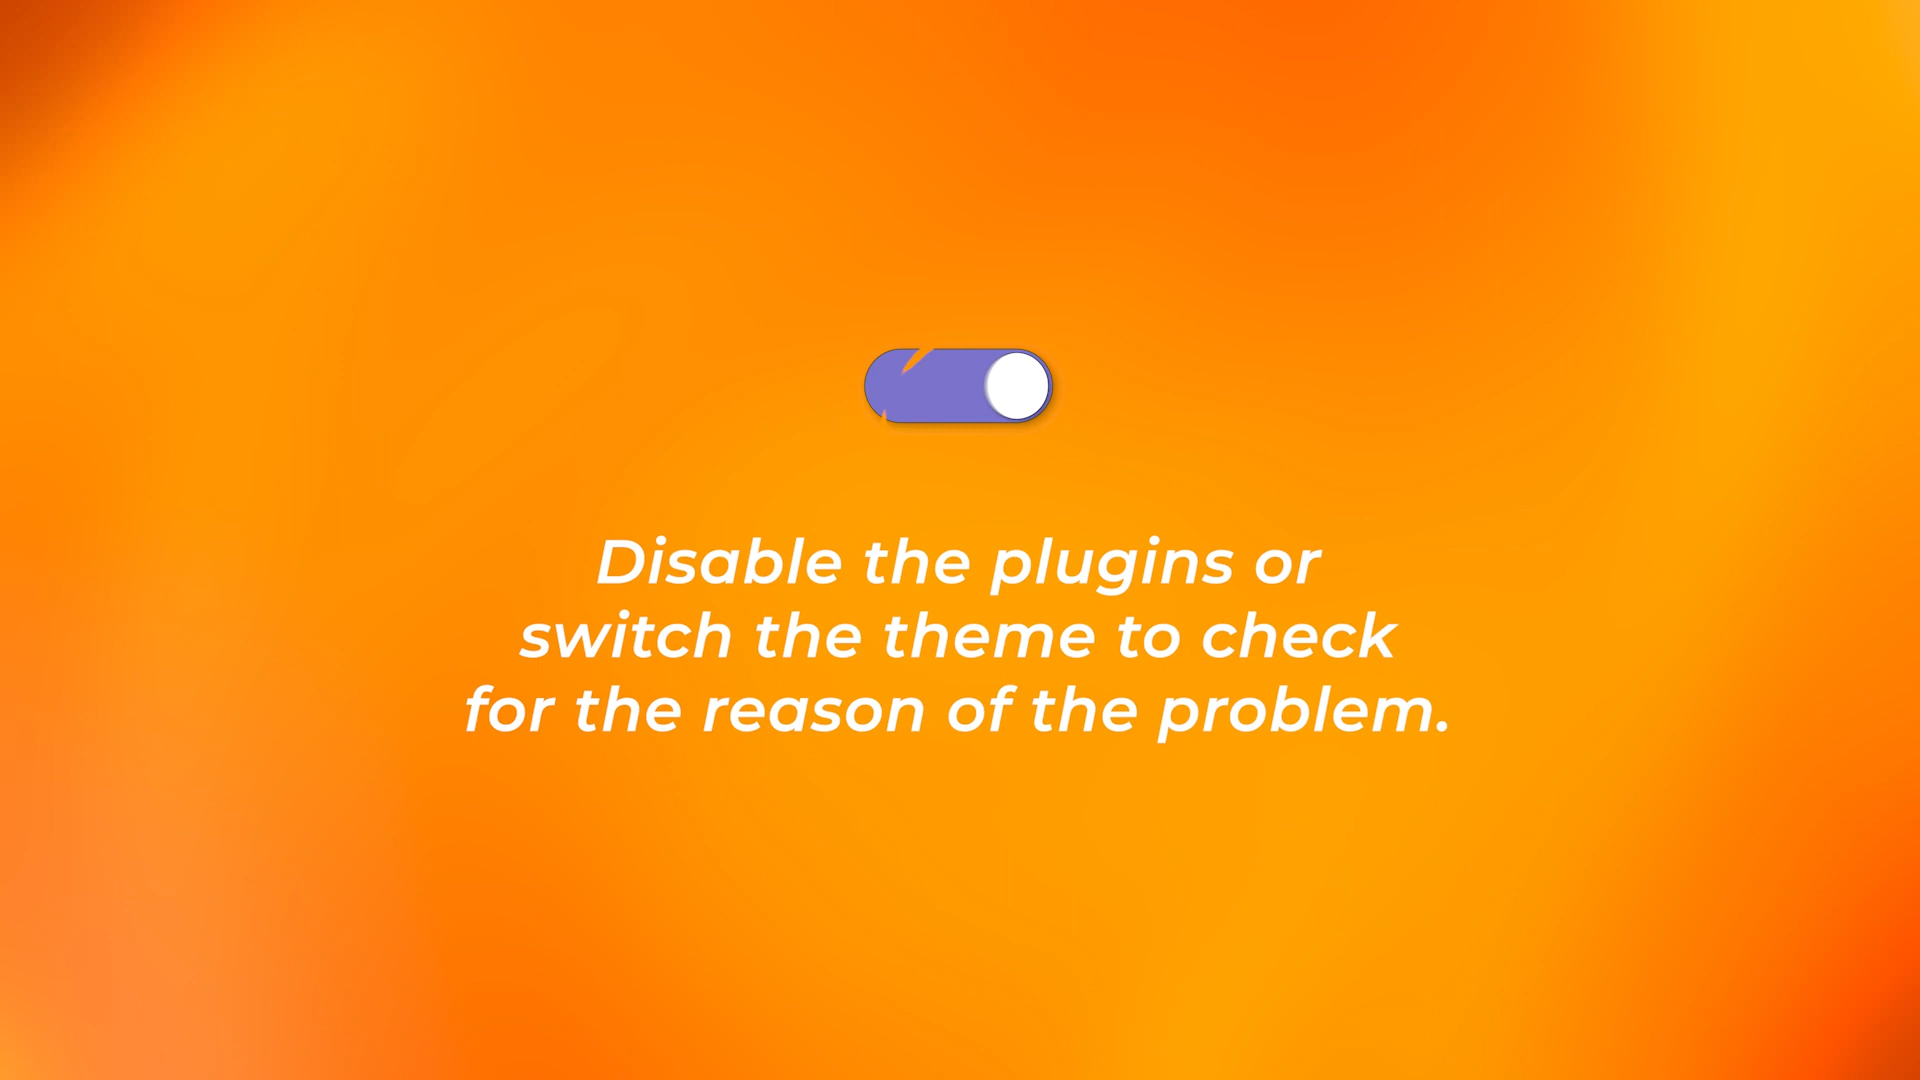 Disable the plugins or
switch the theme to check
for the reason of the problem.